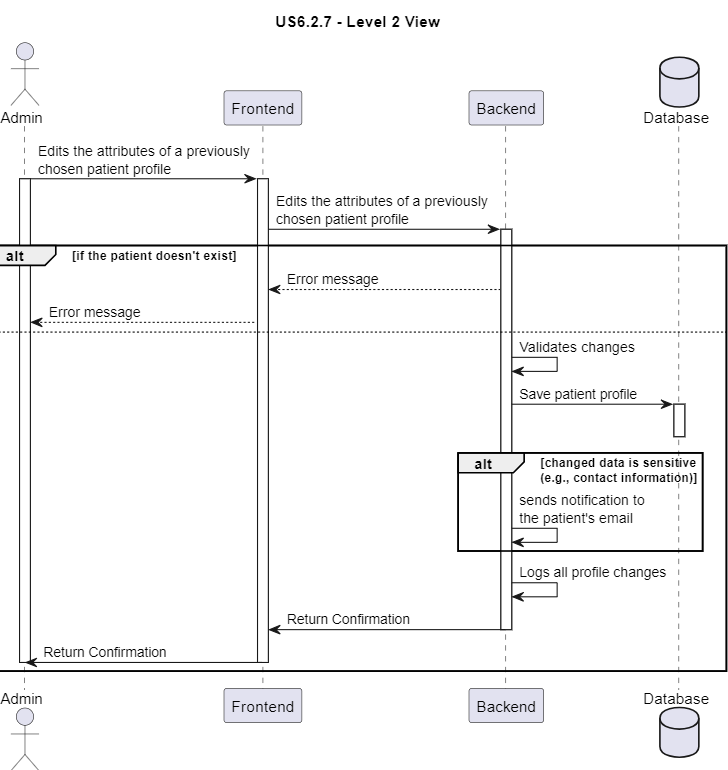 US6.2.7 - Level 2 View
Admin
Frontend
Backend
Database
Edits the attributes of a previously
chosen patient profile
Edits the attributes of a previously
chosen patient profile
alt
[if the patient doesn't exist]
Error message
Error message
Validates changes
Save patient profile
alt
[changed data is sensitive
(e.g., contact information)]
sends notification to
the patient's email
Logs all profile changes
Return Confirmation
Return Confirmation
Admin
Frontend
Backend
Database